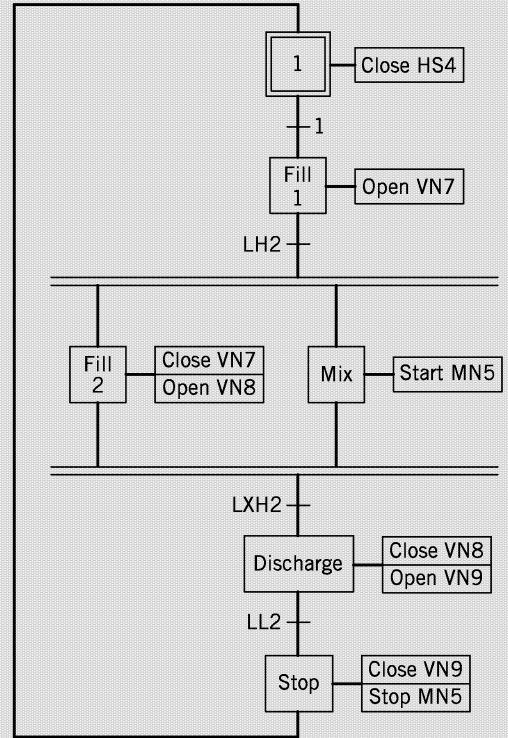 1
Close HS4
1
Fill
1
Open VN7
LH2
Fill
2
Close VN7
Open VN8
Mix
Start MN5
LXH2
Discharge
Close VN8
Open VN9
LL2
Stop
Close VN9
Stop MN5